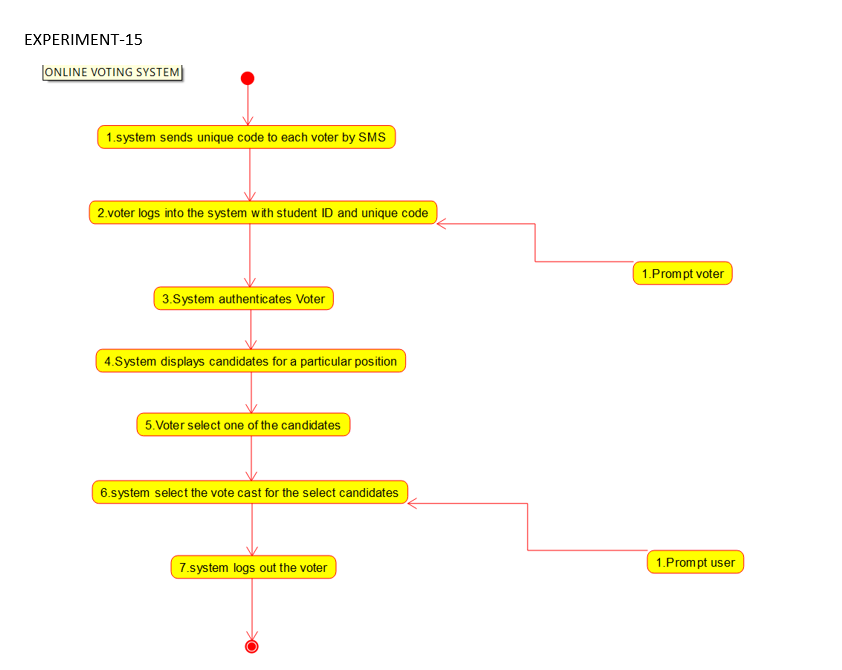 EXPERIMENT-15
ONLINE VOTING SYSTEM
1.system sends unique code to each voter by SMS
2.voter logs into the system with student ID and unique code
1.Prompt voter
3.System authenticates Voter
4.System displays candidates for a particular position
5.Voter select one of the candidates
6.system select the vote cast for the select candidates
1.Prompt user
7.system logs out the voter